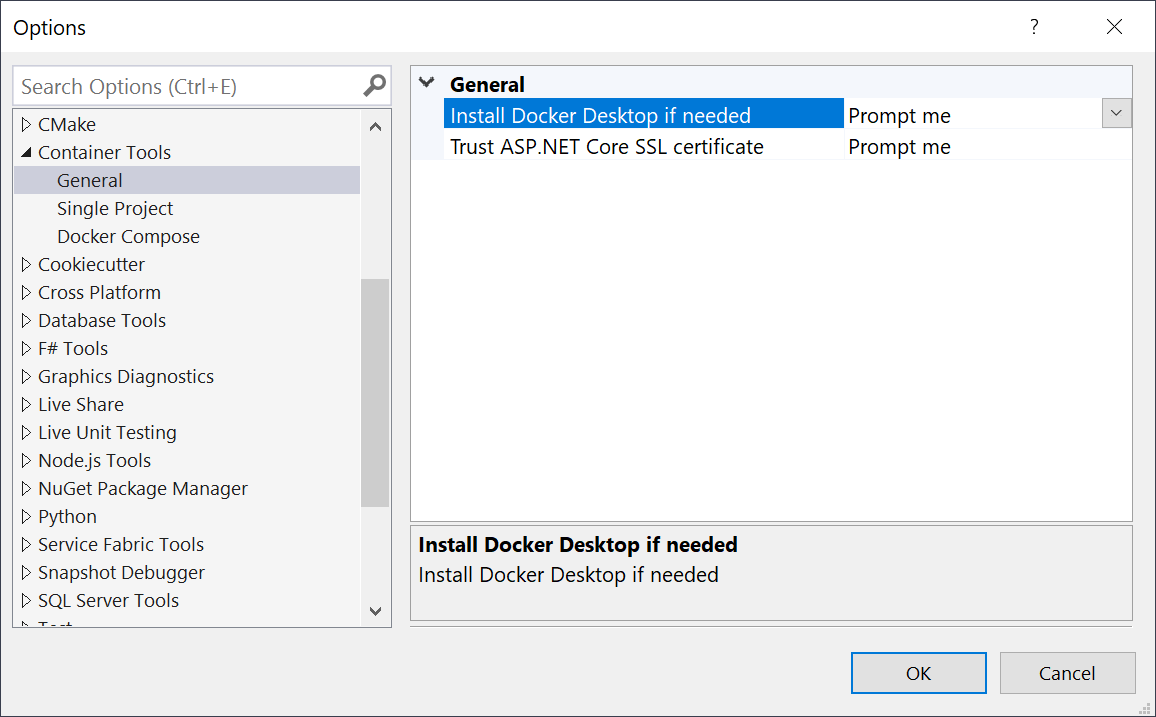 Options
?
Search Options (Ctrl+E)
CMake
Container Tools
General
Single Project
Docker Compose
Cookiecutter
Cross Platform
Database Tools
F# Tools
Graphics Diagnostics
Live Share
Live Unit Testing
Node.js Tools
NuGet Package Manager
Python
Service Fabric Tools
Snapshot Debugger
SQL Server Tools
Test
General
Install Docker Desktop if needed Prompt me
Trust ASP.NET Core SSL certificate Prompt me
Install Docker Desktop if needed
Install Docker Desktop if needed
OK
Cancel